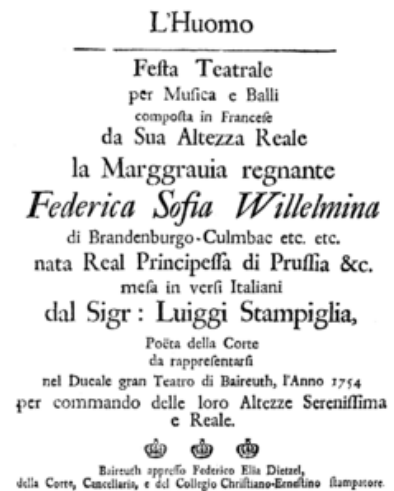 L'Huomo
Feſta Teatrale
per Muſica e Balli
compoſta in Franceſe
da Sua Altezza Reale
la Marggrauia regnante
Federica Sofia Willelmina
di Brandenburgo-Culmbac etc. etc.
nata Real Principeſſa di Pruſſia &c.
meſa in verſi Italiani
dal Sigr: Luiggi Stampiglia,
Poëta della Corte
da rappreſentarſi
nel Ducale gran Teatro di Baireuth, l'Anno 1754
per commando delle loro Altezze Sereniſſima
e Reale.
Baireuth appreſſo Federico Elia Dietzel,
della Corte, Cancellaria, e del Collegio Chriſtiano-Erneſtino ſtampatore.